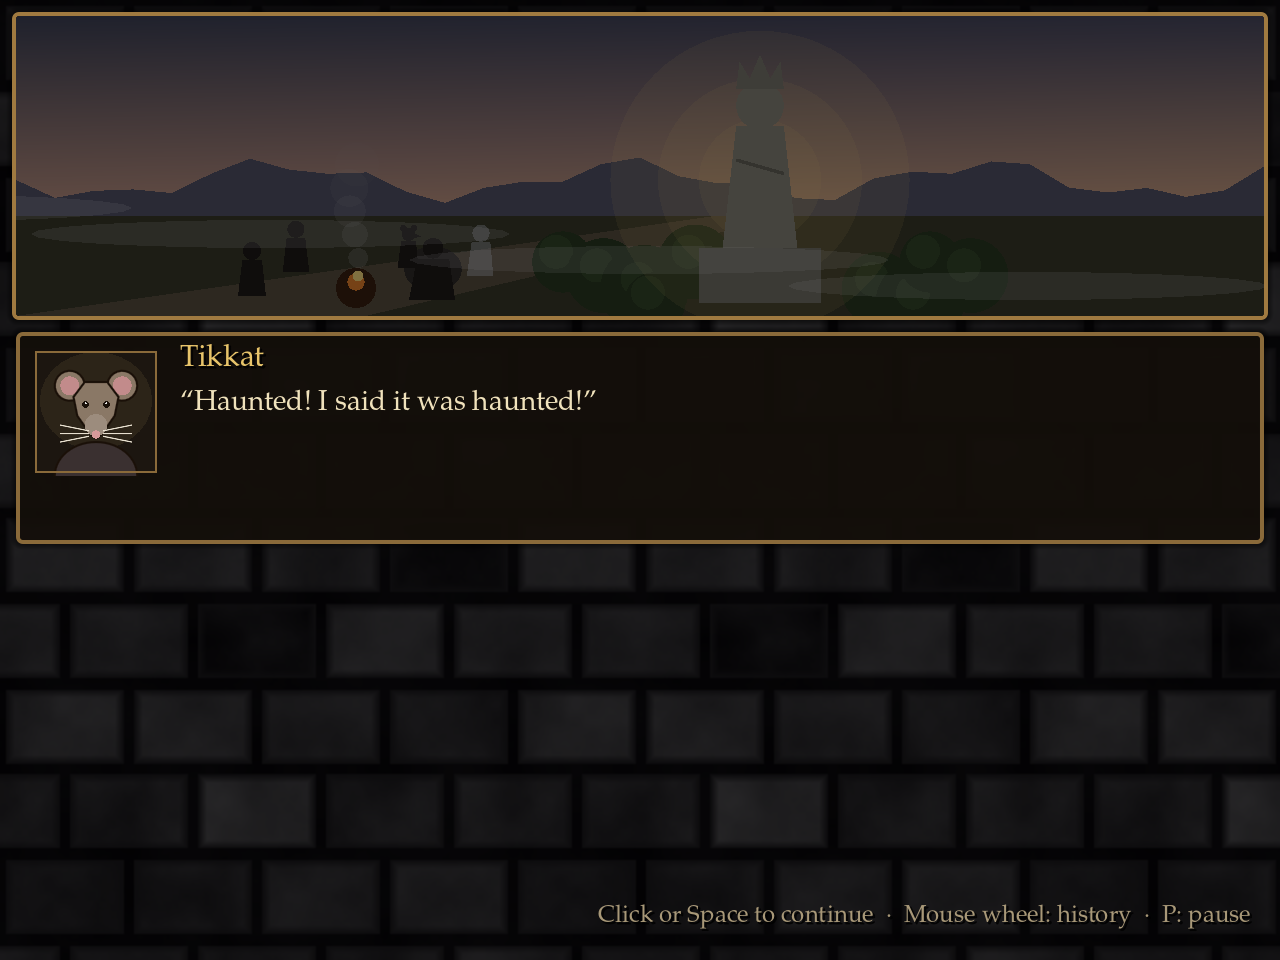 Tikkat
“Haunted! I said it was haunted!”
Click or Space to continue · Mouse wheel: history · P: pause